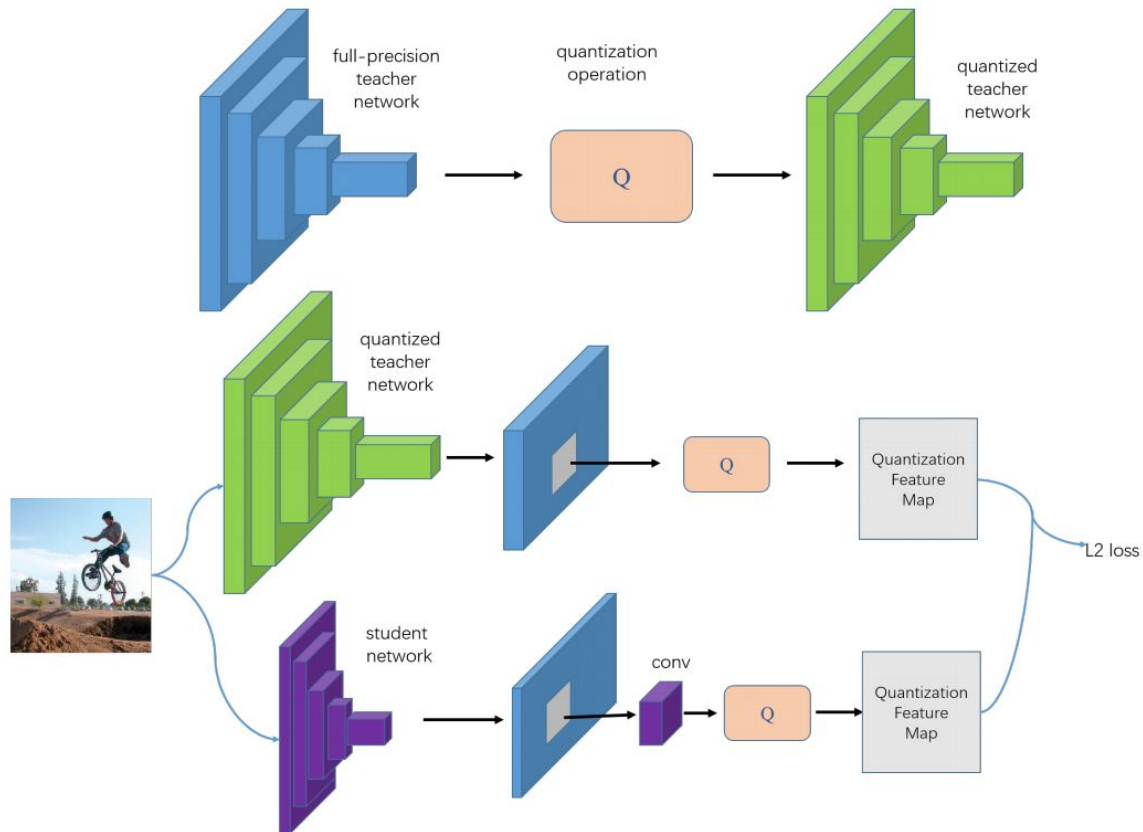 full-precision
teacher
network
quantization
operation
quantized
teacher
network
Q
quantized
teacher
network
Q
Quantization
Feature
Map
L2 loss
student
network
conv
Q
Quantization
Feature
Map